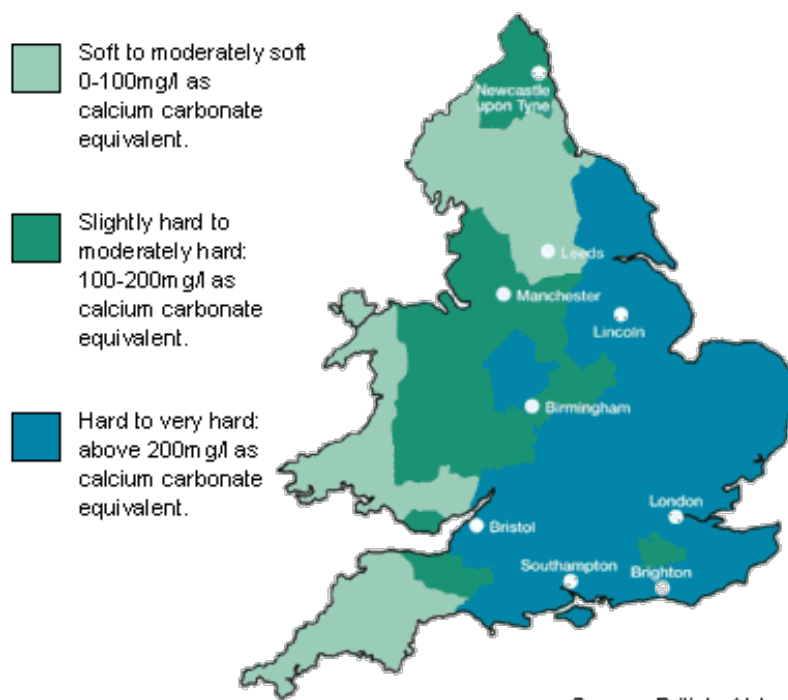 Soft to moderately soft
0-100mg/l as
calcium carbonate
equivalent.
Slightly hard to
moderately hard:
100-200mg/l as
calcium carbonate
equivalent.
Hard to very hard:
above 200mg/l as
calcium carbonate
equivalent.
Newcastle
upon Tyne
Leeds
Manchester
Lincoln
Birmingham
London
Bristol
Southampton
Brighton